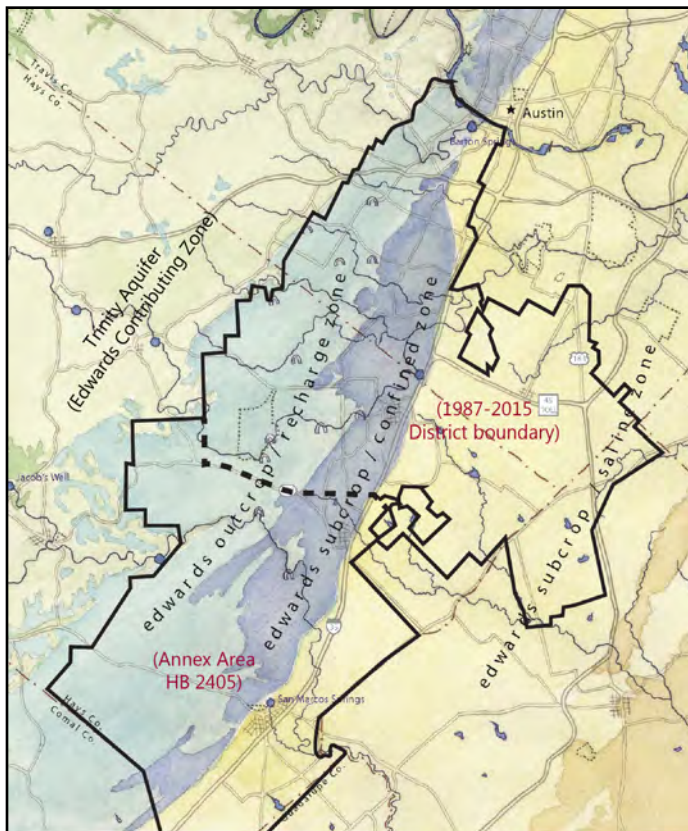 Travis Co.
Hays Co.
Austin
Barton Springs
Trinity Aquifer
(Edwards Contributing Zone)
edwards outcrop / recharge zone
edwards subcrop / confined zone
183
45
(1987-2015
District boundary)
edwards subcrop / saline zone
Jacob's Well
(Annex Area
HB 2405)
San Marcos Springs
Hays Co.
Comal Co.
Guadalupe Co.